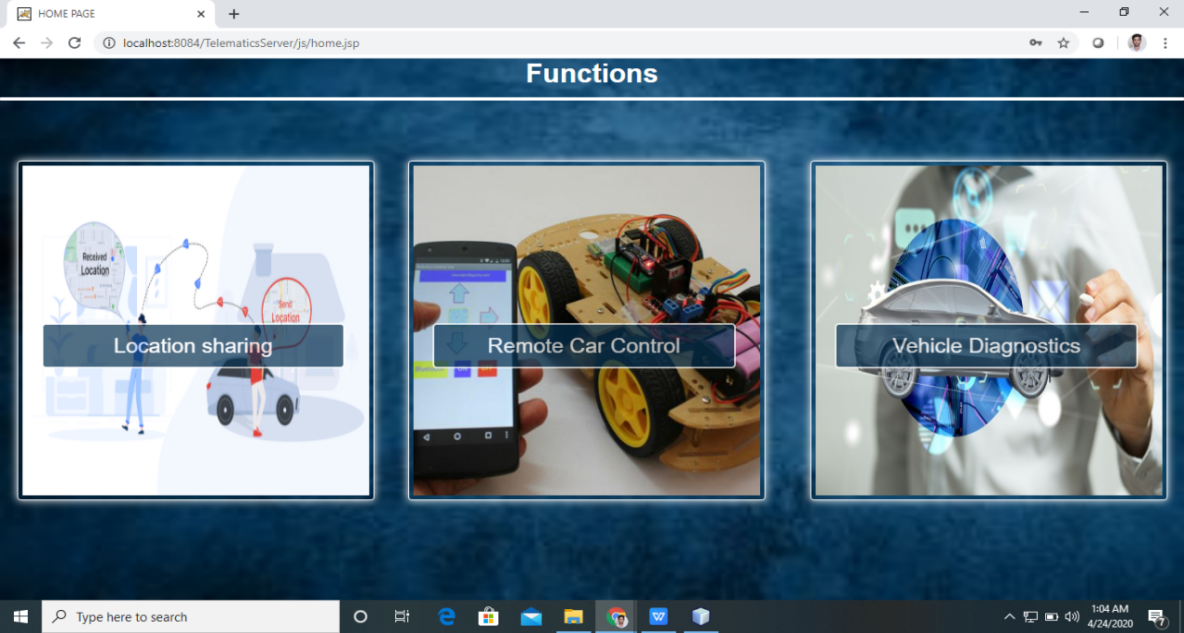 HOME PAGE
localhost:8084/TelematicsServer/js/home.jsp
Functions
Received
Location
"Send"
Location
Location sharing
Remote Car Control
Vehicle Diagnostics
Type here to search
1:04 AM
4/24/2020
7